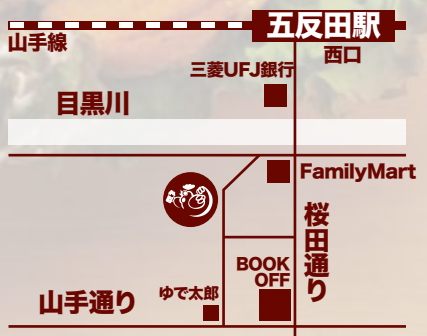 五反田駅
山手線
西口
三菱UFJ銀行
目黒川
FamilyMart
桜田通り
BOOK
OFF
ゆで太郎
山手通り